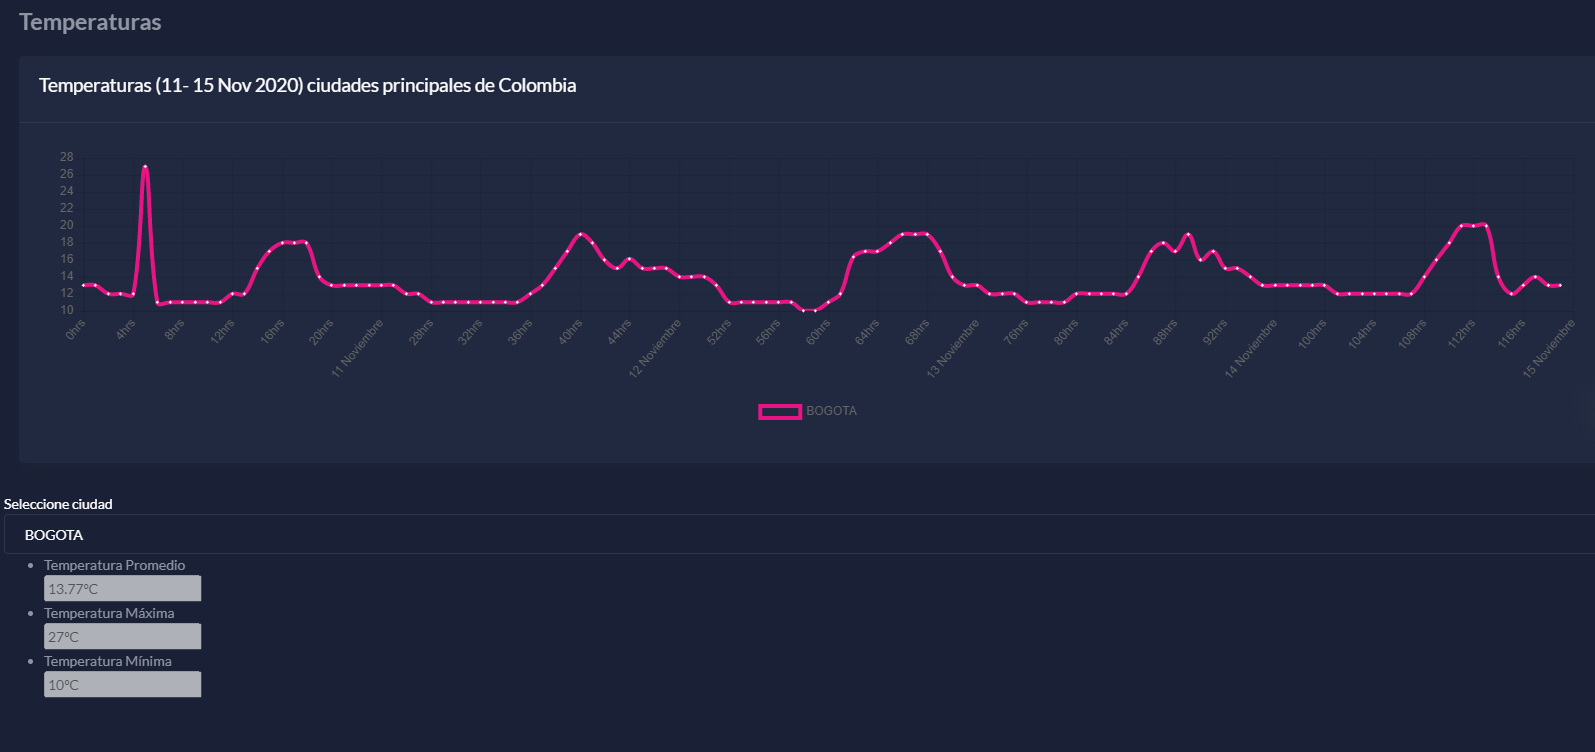 Temperaturas
Temperaturas (11- 15 Nov 2020) ciudades principales de Colombia
28
26
24
22
20
18
16
14
12
10
0hrs
4hrs
8hrs
12hrs
16hrs
20hrs
11 Noviembre
28hrs
32hrs
36hrs
40hrs
44hrs
12 Noviembre
52hrs
56hrs
60hrs
64hrs
68hrs
13 Noviembre
76hrs
80hrs
84hrs
88hrs
92hrs
14 Noviembre
100hrs
104hrs
108hrs
112hrs
116hrs
15 Noviembre
BOGOTA
Seleccione ciudad
BOGOTA
Temperatura Promedio
13.77°C
Temperatura Máxima
27°C
Temperatura Mínima
10°C